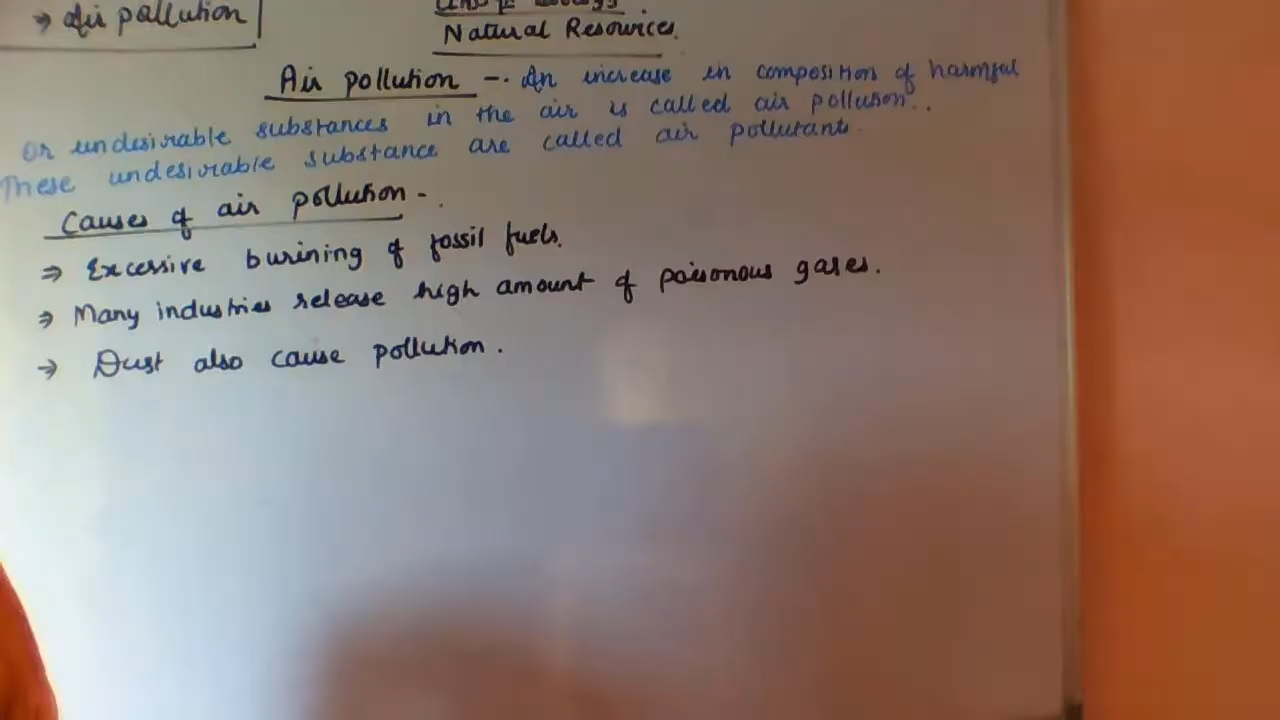 → Air pallution
Natural Resources.
Air pollution -. An increase in composition of harmful
or undesirable substances in the air is called air pollution..
These undesirable substance are called air pollutants.
Causes of air pollution -.
⇒ Excessive burining of fossil fuels.
⇒ Many industries release high amount of poisonous gases.
→ Dust also cause pollution.